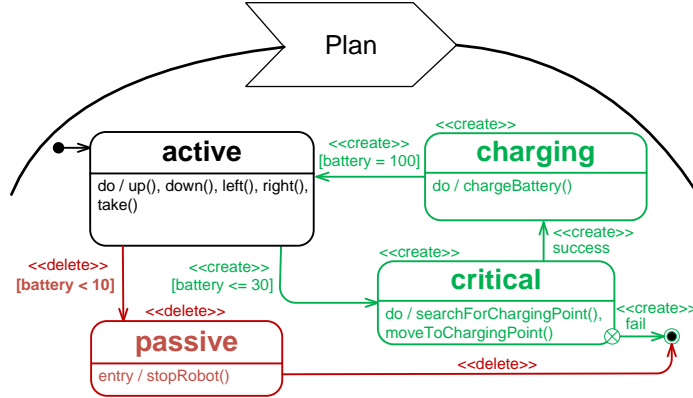 Plan
<<create>>
active
<<create>>
[battery = 100]
charging
do / up(), down(), left(), right(),
take()
do / chargeBattery()
<<create>>
success
<<delete>>
[battery < 10]
<<create>>
[battery <= 30]
<<create>>
critical
do / searchForChargingPoint(),
moveToChargingPoint()
<<create>>
fail
<<delete>>
passive
entry / stopRobot()
<<delete>>